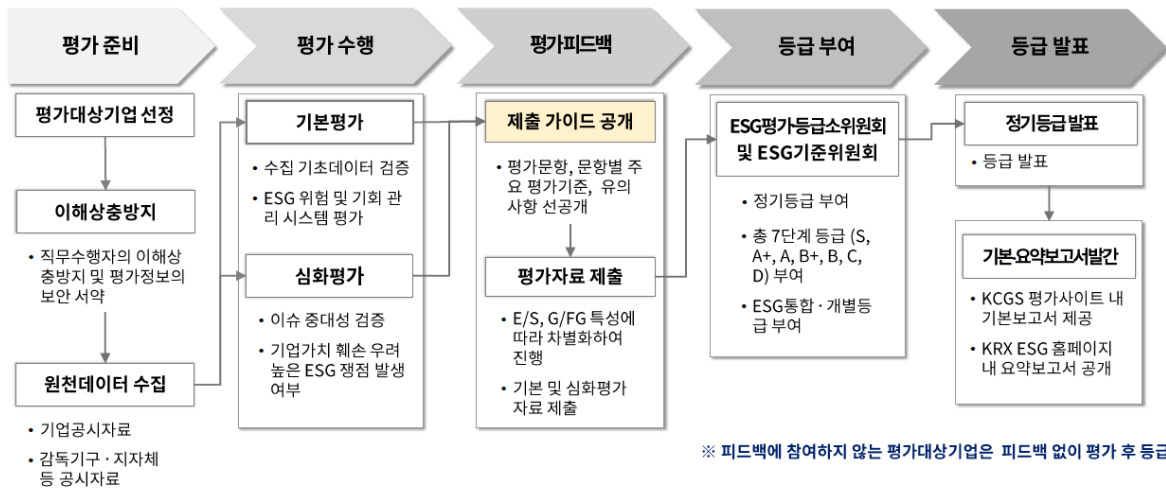 평가 준비
평가 수행
평가피드백
등급 부여
등급 발표
평가대상기업 선정
이해상충방지
• 직무수행자의 이해상
충방지 및 평가정보의
보안 서약
원천데이터 수집
• 기업공시자료
• 감독기구 · 지자체
등 공시자료
기본평가
• 수집 기초데이터 검증
• ESG 위험 및 기회 관
리 시스템 평가
심화평가
• 이슈 중대성 검증
• 기업가치 훼손 우려
높은 ESG 쟁점 발생
여부
제출 가이드 공개
• 평가문항, 문항별 주
요 평가기준, 유의
사항 선공개
평가자료 제출
• E/S, G/FG 특성에
따라 차별화하여
진행
• 기본 및 심화평가
자료 제출
ESG평가·등급소위원회
및 ESG기준위원회
• 정기등급 부여
• 총 7단계 등급 (S,
A+, A, B+, B, C,
D) 부여
• ESG통합 · 개별등
급 부여
정기등급 발표
• 등급 발표
기본·요약보고서발간
• KCGS 평가사이트 내
기본보고서 제공
• KRX ESG 홈페이지
내 요약보고서 공개
※ 피드백에 참여하지 않는 평가대상기업은 피드백 없이 평가 후 등급